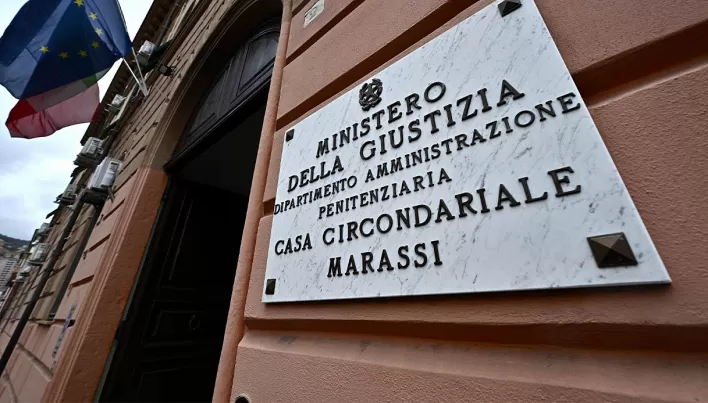 MINISTERO
DELLA GIUSTIZIA
DIPARTIMENTO AMMINISTRAZIONE
PENITENZIARIA
CASA CIRCONDARIALE
MARASSI